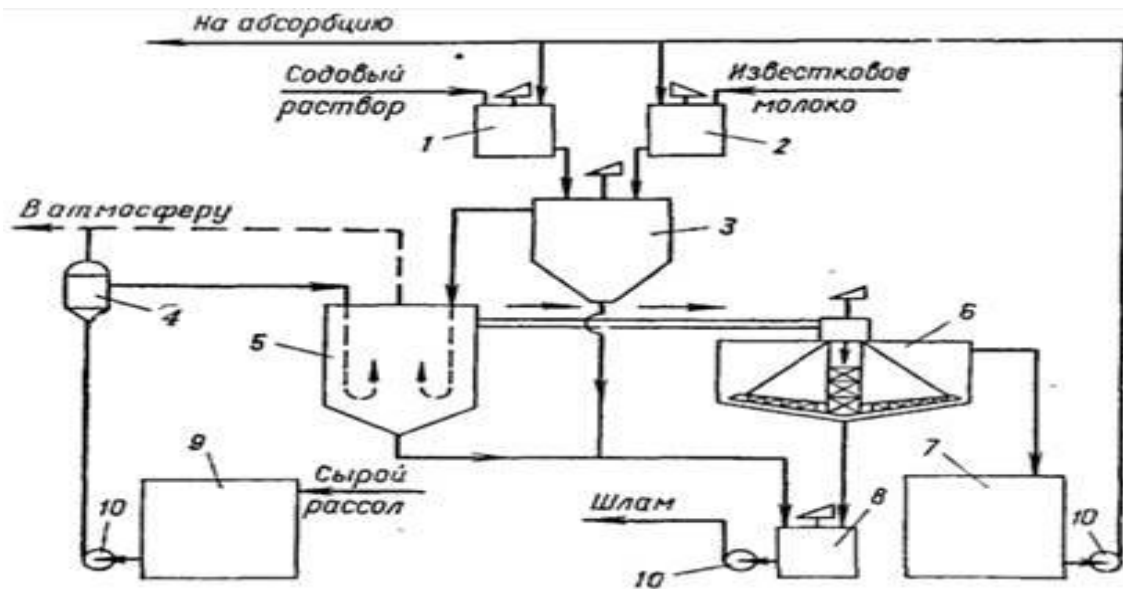 На абсорбцию
Содовый
раствор
Известковое
молоко
1
2
В атмосферу
3
4
5
6
9
Сырой
рассол
7
Шлам
8
10
10
10